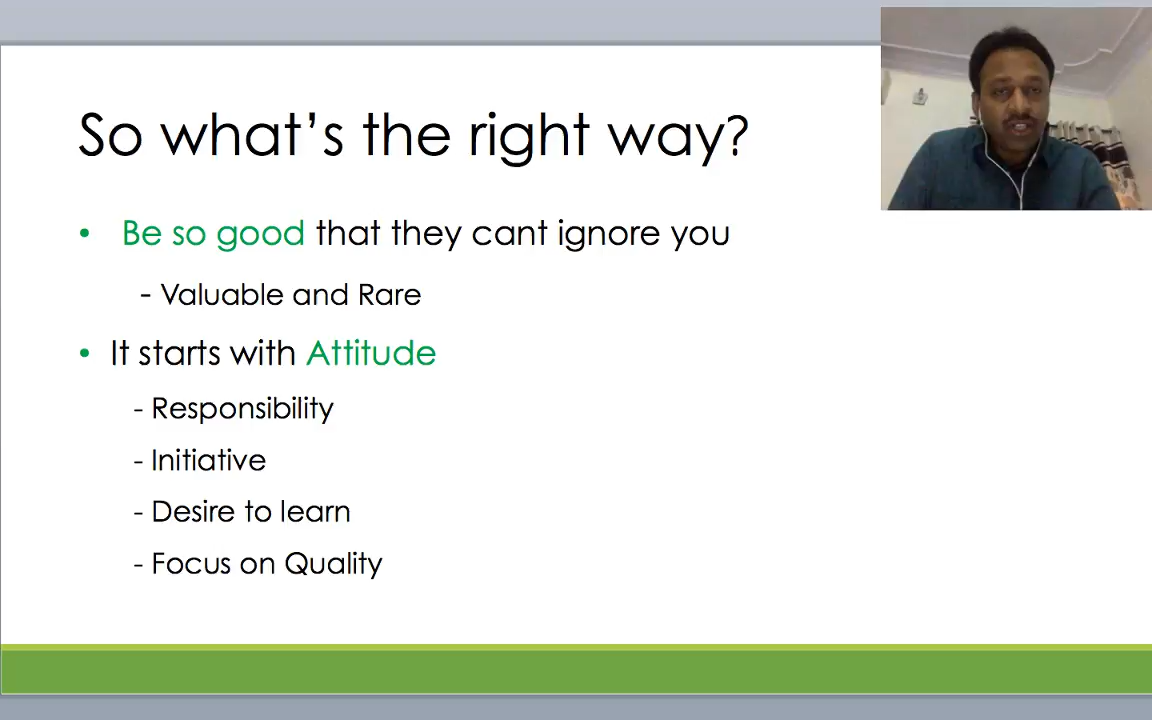 So what’s the right way?
• Be so good that they cant ignore you
- Valuable and Rare
• It starts with Attitude
- Responsibility
- Initiative
- Desire to learn
- Focus on Quality